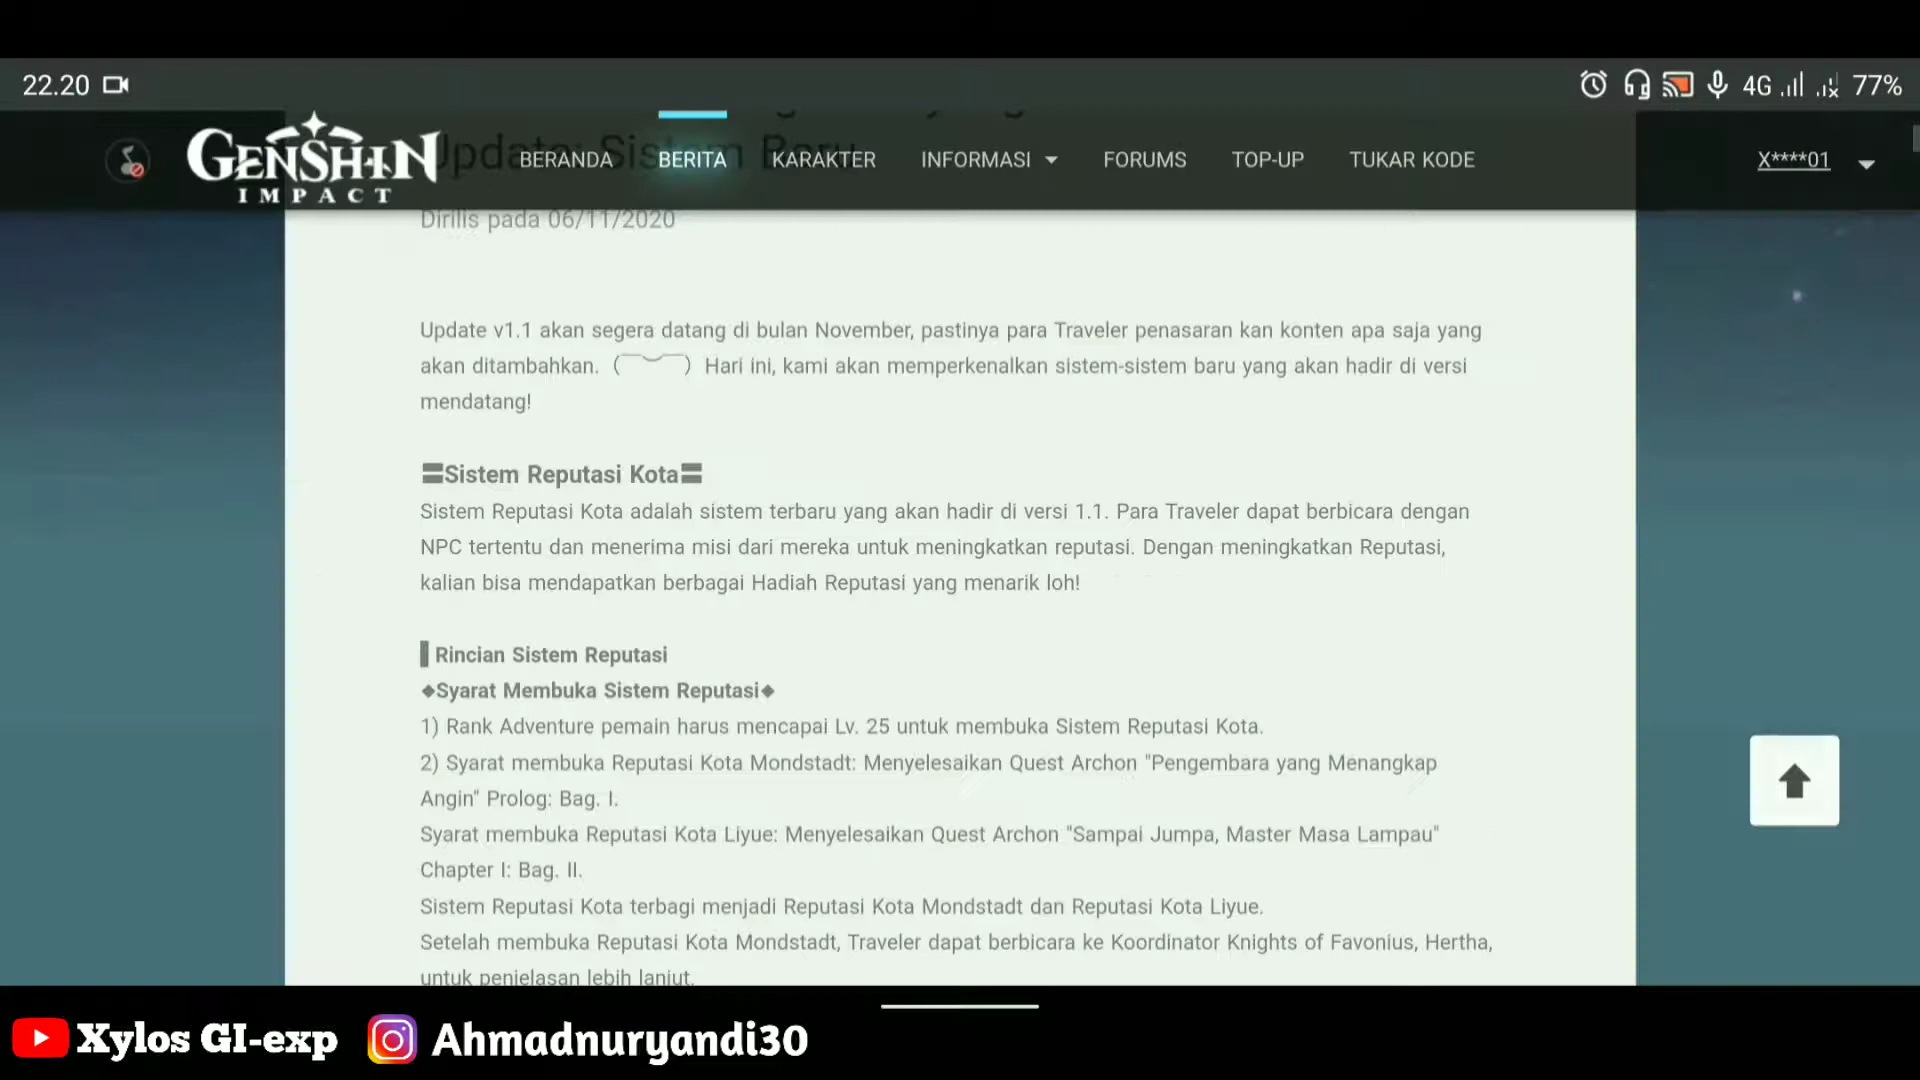 22.20
4G
77%
GENSHIN
IMPACT
BERANDA
BERITA
KARAKTER
INFORMASI
FORUMS
TOP-UP
TUKAR KODE
X****01
Update: Sistem Baru
Dirilis pada 06/11/2020
Update v1.1 akan segera datang di bulan November, pastinya para Traveler penasaran kan konten apa saja yang
akan ditambahkan. (￣︶￣) Hari ini, kami akan memperkenalkan sistem-sistem baru yang akan hadir di versi
mendatang!
〓Sistem Reputasi Kota〓
Sistem Reputasi Kota adalah sistem terbaru yang akan hadir di versi 1.1. Para Traveler dapat berbicara dengan
NPC tertentu dan menerima misi dari mereka untuk meningkatkan reputasi. Dengan meningkatkan Reputasi,
kalian bisa mendapatkan berbagai Hadiah Reputasi yang menarik loh!
▌Rincian Sistem Reputasi
◆Syarat Membuka Sistem Reputasi◆
1) Rank Adventure pemain harus mencapai Lv. 25 untuk membuka Sistem Reputasi Kota.
2) Syarat membuka Reputasi Kota Mondstadt: Menyelesaikan Quest Archon "Pengembara yang Menangkap
Angin" Prolog: Bag. I.
Syarat membuka Reputasi Kota Liyue: Menyelesaikan Quest Archon "Sampai Jumpa, Master Masa Lampau"
Chapter I: Bag. II.
Sistem Reputasi Kota terbagi menjadi Reputasi Kota Mondstadt dan Reputasi Kota Liyue.
Setelah membuka Reputasi Kota Mondstadt, Traveler dapat berbicara ke Koordinator Knights of Favonius, Hertha,
untuk penjelasan lebih lanjut.
Xylos GI-exp
Ahmadnuryandi30